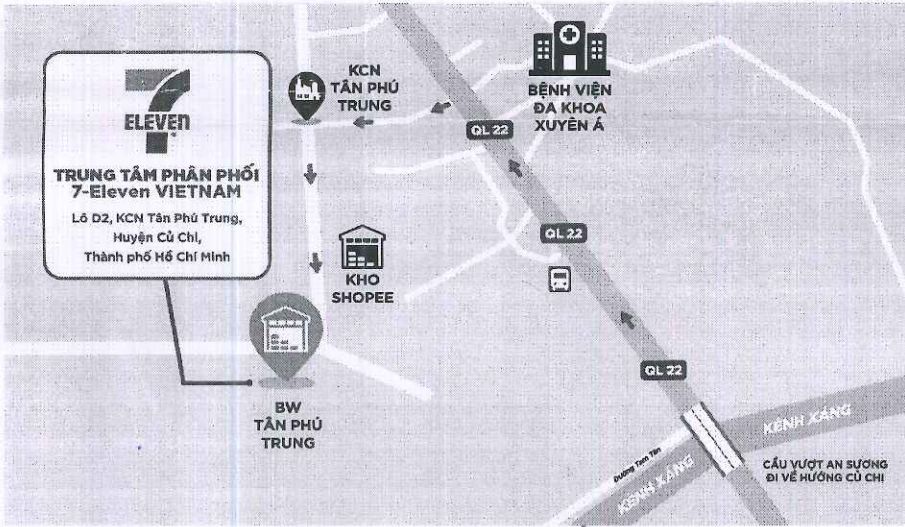 7
ELEVEN
TRUNG TÂM PHÂN PHỐI
7-Eleven VIETNAM
Lô D2, KCN Tân Phú Trung,
Huyện Củ Chi,
Thành phố Hồ Chí Minh
KCN
TÂN PHÚ
TRUNG
BỆNH VIỆN
ĐA KHOA
XUYÊN Á
QL 22
QL 22
KHO
SHOPEE
QL 22
BW
TÂN PHÚ
TRUNG
KÊNH XÁNG
Đường Tam Tân
KÊNH XÁNG
CẦU VƯỢT AN SƯƠNG
ĐI VỀ HƯỚNG CỦ CHI